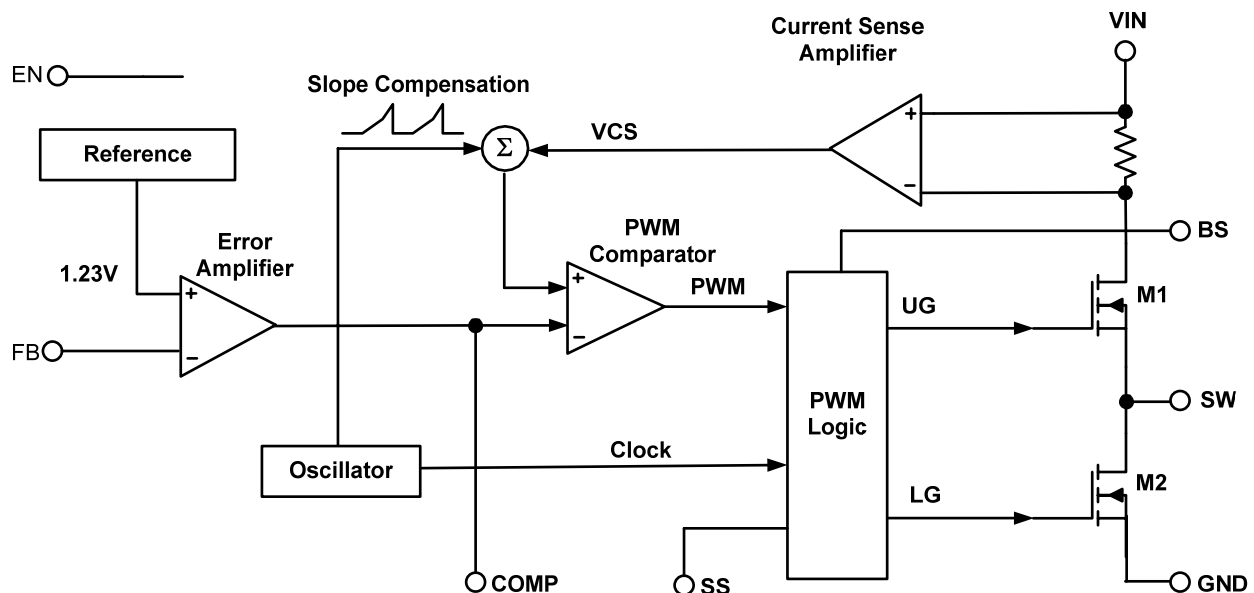 Current Sense
Amplifier
VIN
EN
Slope Compensation
+
Σ
VCS
Reference
−
BS
PWM
Comparator
Error
Amplifier
1.23V
+
+
PWM
UG
M1
−
−
FB
PWM
Logic
SW
Clock
Oscillator
LG
M2
COMP
SS
GND